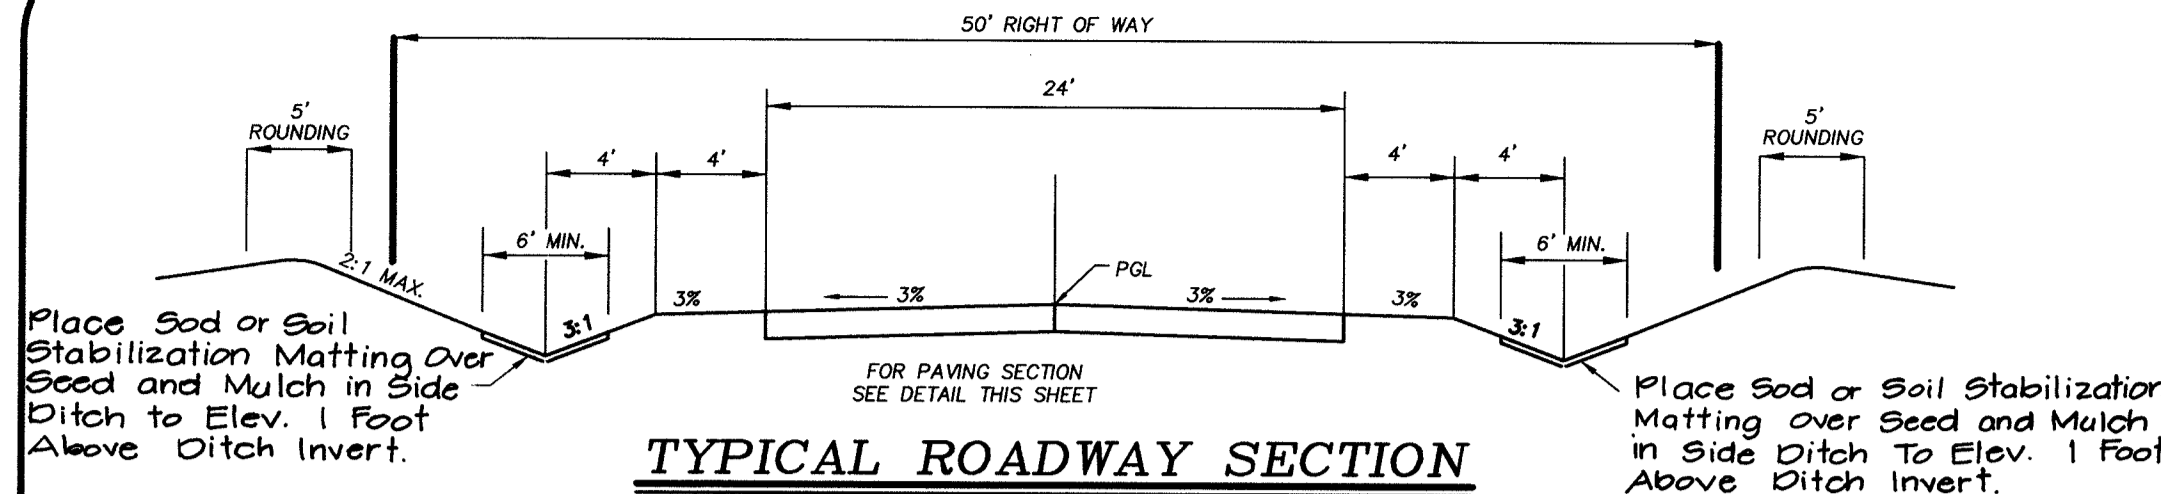 50' RIGHT OF WAY
24'
5'
ROUNDING
5'
ROUNDING
4'
4'
4'
4'
6' MIN.
6' MIN.
2:1 MAX.
PGL
3%
3%
3%
3%
3:1
3:1
Place Sod or Soil
Stabilization Matting Over
Seed and Mulch in Side
Ditch to Elev. 1 Foot
Above Ditch Invert.
FOR PAVING SECTION
SEE DETAIL THIS SHEET
Place Sod or Soil Stabilization
Matting Over Seed and Mulch
in Side Ditch To Elev. 1 Foot
Above Ditch Invert.
TYPICAL ROADWAY SECTION